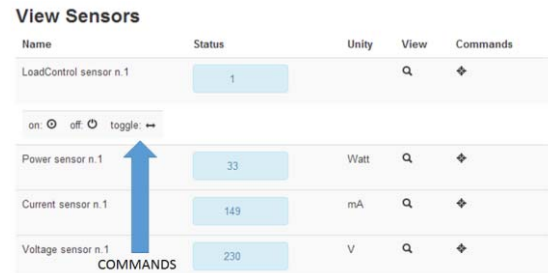 View Sensors
Name Status Unity View Commands
LoadControl sensor n.1 1
on: off: toggle:
Power sensor n.1 33 Watt
Current sensor n.1 149 mA
Voltage sensor n.1 230 V
COMMANDS